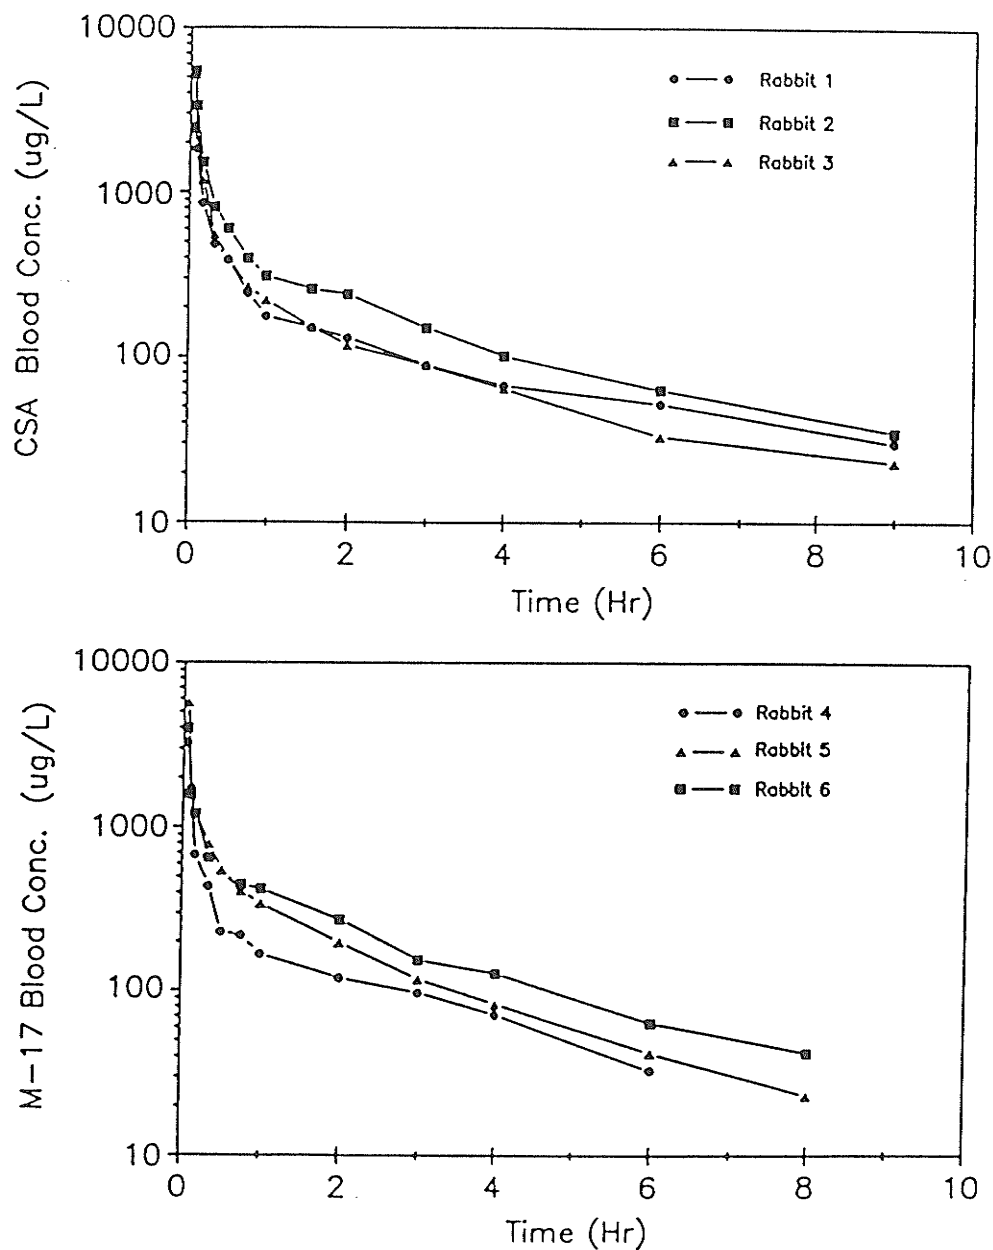 10000
1000
100
10
CSA Blood Conc. (ug/L)
Rabbit 1
Rabbit 2
Rabbit 3
0 2 4 6 8 10
Time (Hr)
10000
1000
100
10
M-17 Blood Conc. (ug/L)
Rabbit 4
Rabbit 5
Rabbit 6
0 2 4 6 8 10
Time (Hr)